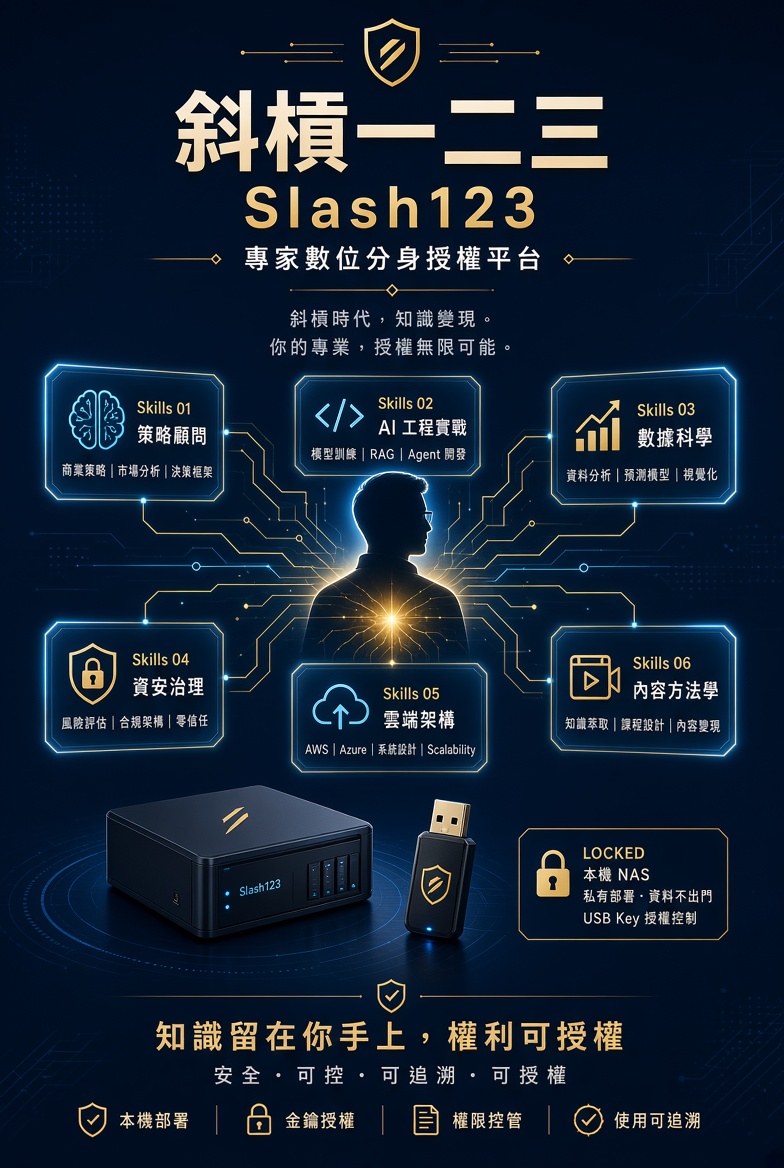 斜槓一二三
Slash123
專家數位分身授權平台
斜槓時代，知識變現。
你的專業，授權無限可能。
Skills 01
策略顧問
商業策略｜市場分析｜決策框架
Skills 02
AI 工程實戰
模型訓練｜RAG｜Agent 開發
Skills 03
數據科學
資料分析｜預測模型｜視覺化
Skills 04
資安治理
風險評估｜合規架構｜零信任
Skills 05
雲端架構
AWS｜Azure｜系統設計｜Scalability
Skills 06
內容方法學
知識萃取｜課程設計｜內容變現
Slash123
LOCKED
本機 NAS
私有部署・資料不出門
USB Key 授權控制
知識留在你手上，權利可授權
安全・可控・可追溯・可授權
本機部署
金鑰授權
權限控管
使用可追溯